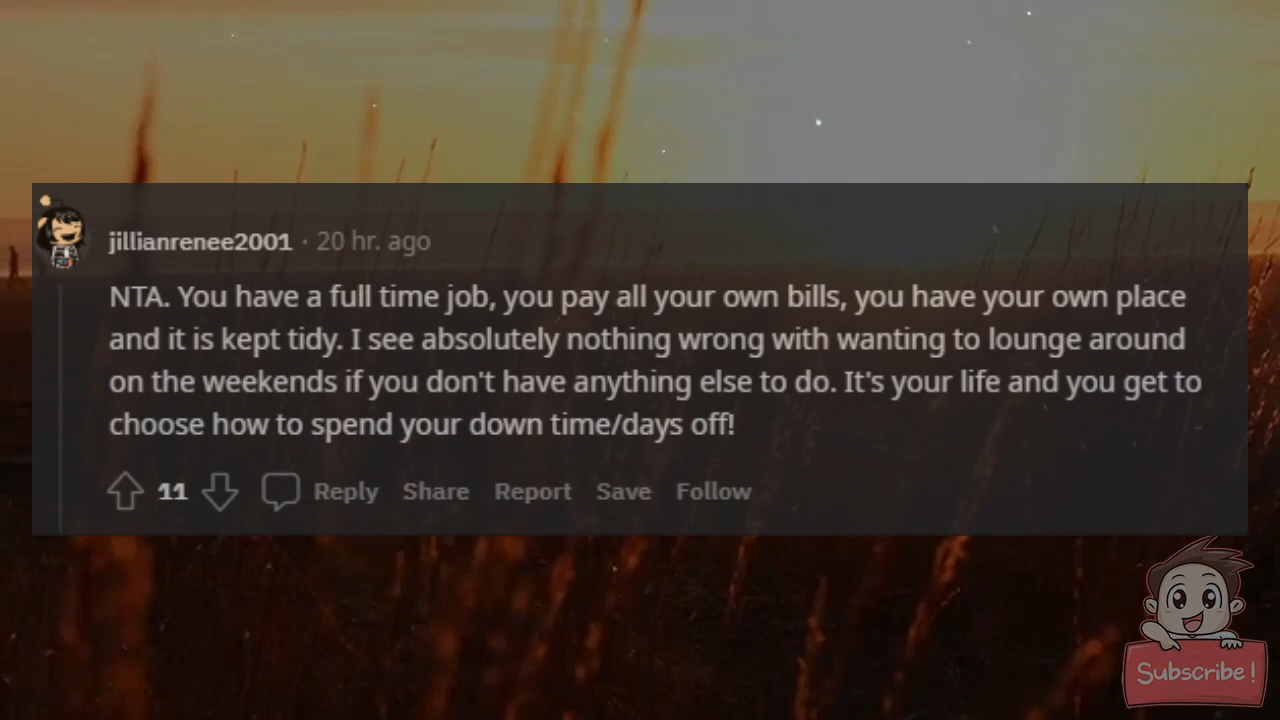 jillianrenee2001 · 20 hr. ago
NTA. You have a full time job, you pay all your own bills, you have your own place
and it is kept tidy. I see absolutely nothing wrong with wanting to lounge around
on the weekends if you don't have anything else to do. It's your life and you get to
choose how to spend your down time/days off!
11 Reply Share Report Save Follow
Subscribe!